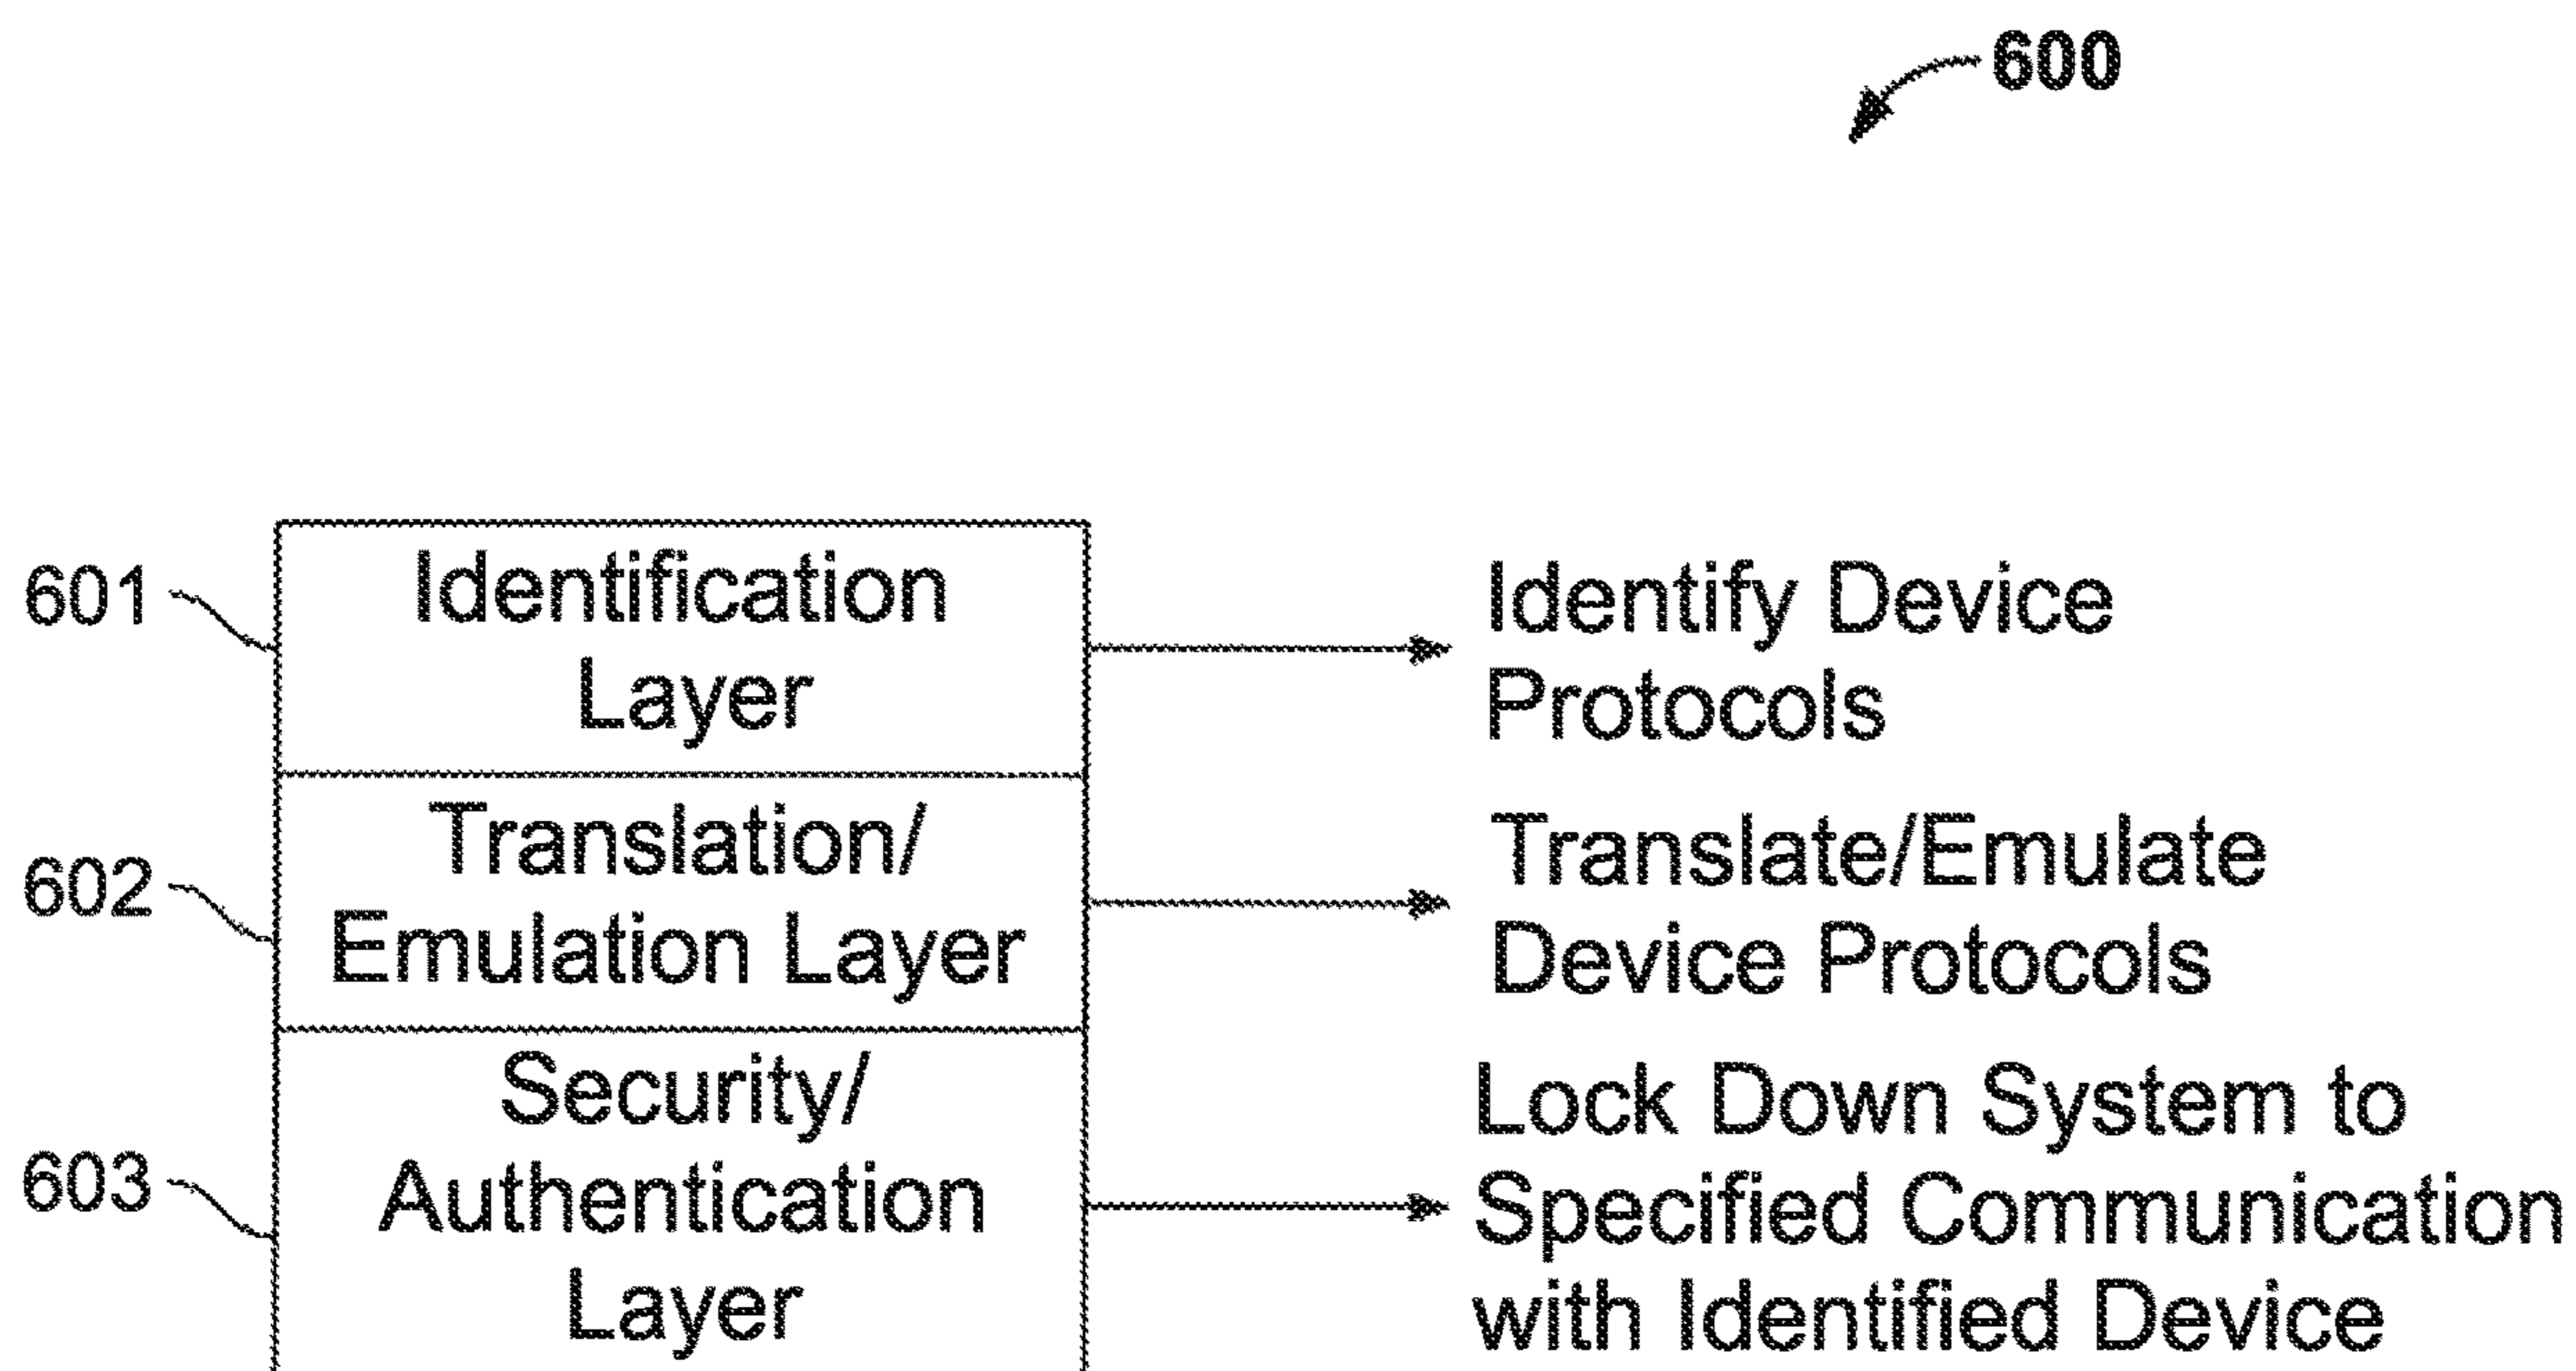 600
601
Identification
Layer
Identify Device
Protocols
602
Translation/
Emulation Layer
Translate/Emulate
Device Protocols
603
Security/
Authentication
Layer
Lock Down System to
Specified Communication
with Identified Device